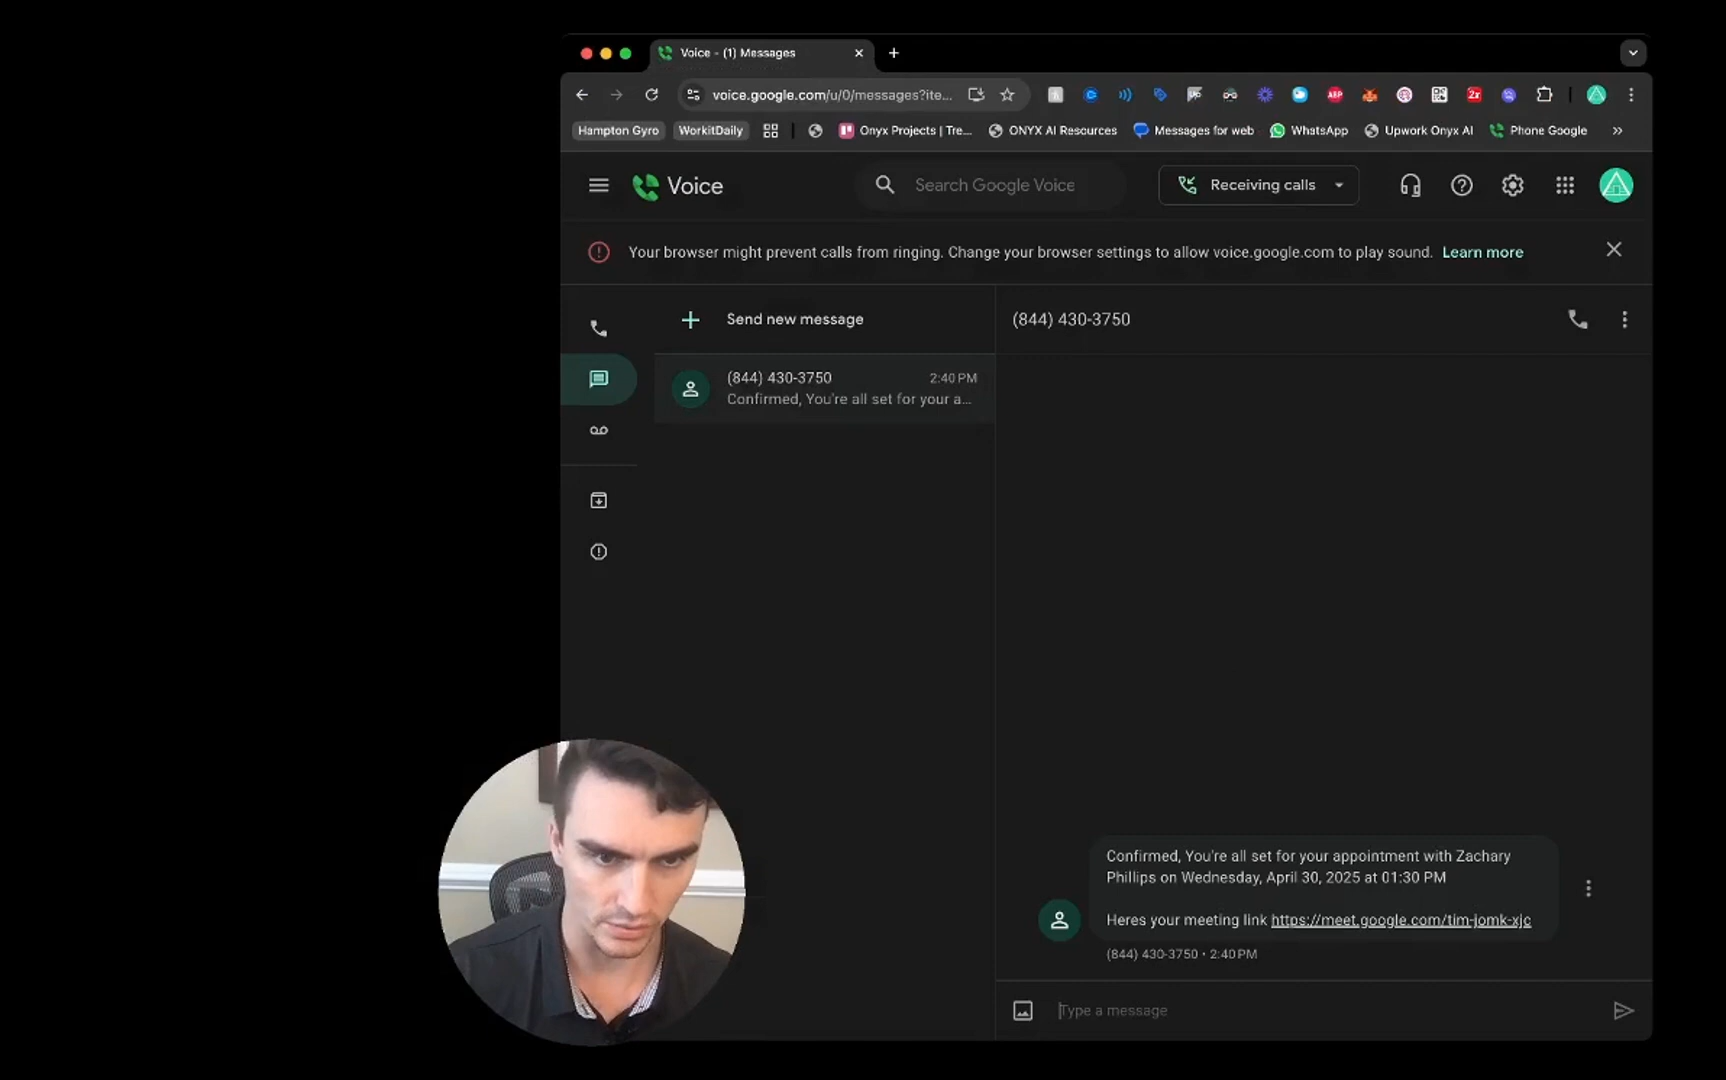 Voice - (1) Messages
voice.google.com/u/0/messages?ite...
ABP
2x
Hampton Gyro
WorkitDaily
Onyx Projects | Tre...
ONYX AI Resources
Messages for web
WhatsApp
Upwork Onyx AI
Phone Google
Voice
Search Google Voice
Receiving calls
Your browser might prevent calls from ringing. Change your browser settings to allow voice.google.com to play sound. Learn more
Send new message
(844) 430-3750
(844) 430-3750
2:40 PM
Confirmed, You're all set for your a...
Confirmed, You're all set for your appointment with Zachary
Phillips on Wednesday, April 30, 2025 at 01:30 PM
Heres your meeting link https://meet.google.com/tim-jomk-xjc
(844) 430-3750 • 2:40 PM
Type a message